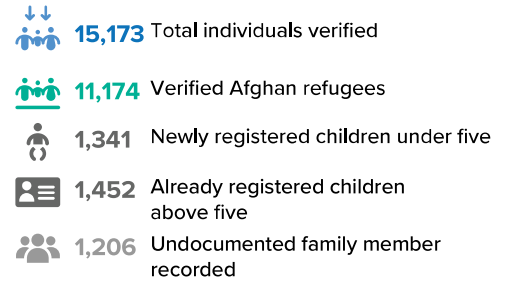 15,173 Total individuals verified
11,174 Verified Afghan refugees
1,341 Newly registered children under five
1,452 Already registered children
above five
1,206 Undocumented family member
recorded